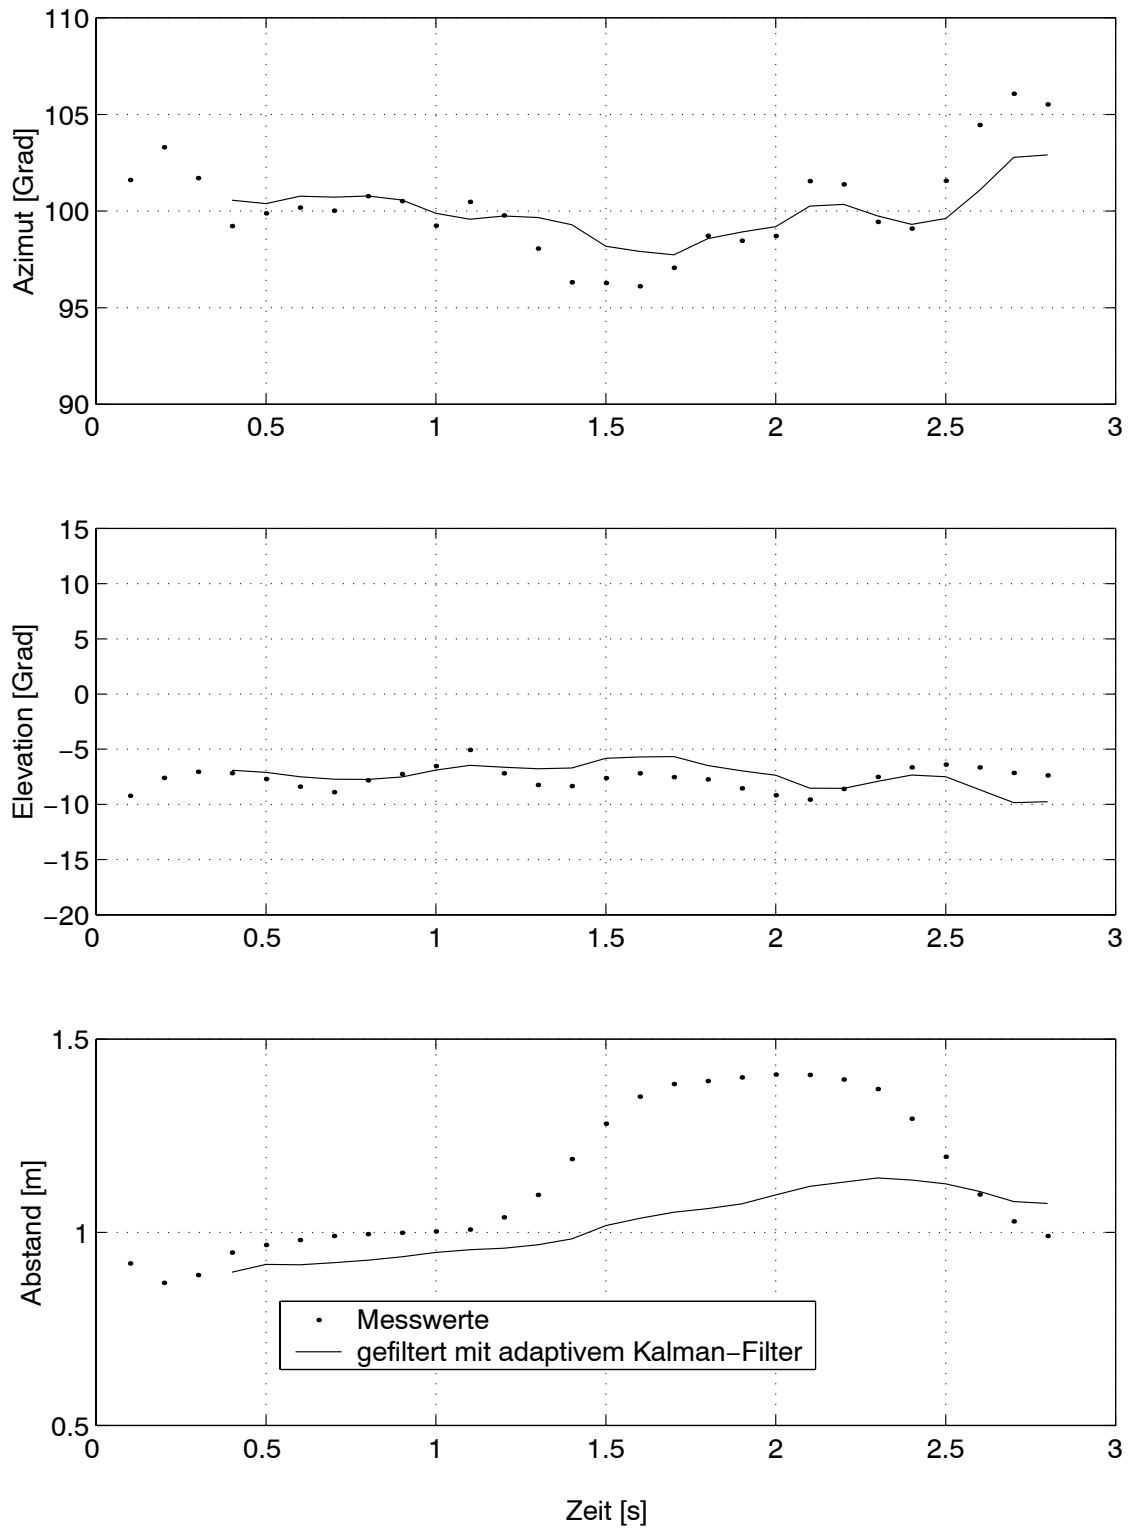 110
105
100
95
90
Azimut [Grad]
0 0.5 1 1.5 2 2.5 3
15
10
5
0
−5
−10
−15
−20
Elevation [Grad]
0 0.5 1 1.5 2 2.5 3
1.5
1
0.5
Abstand [m]
Messwerte
gefiltert mit adaptivem Kalman−Filter
0 0.5 1 1.5 2 2.5 3
Zeit [s]